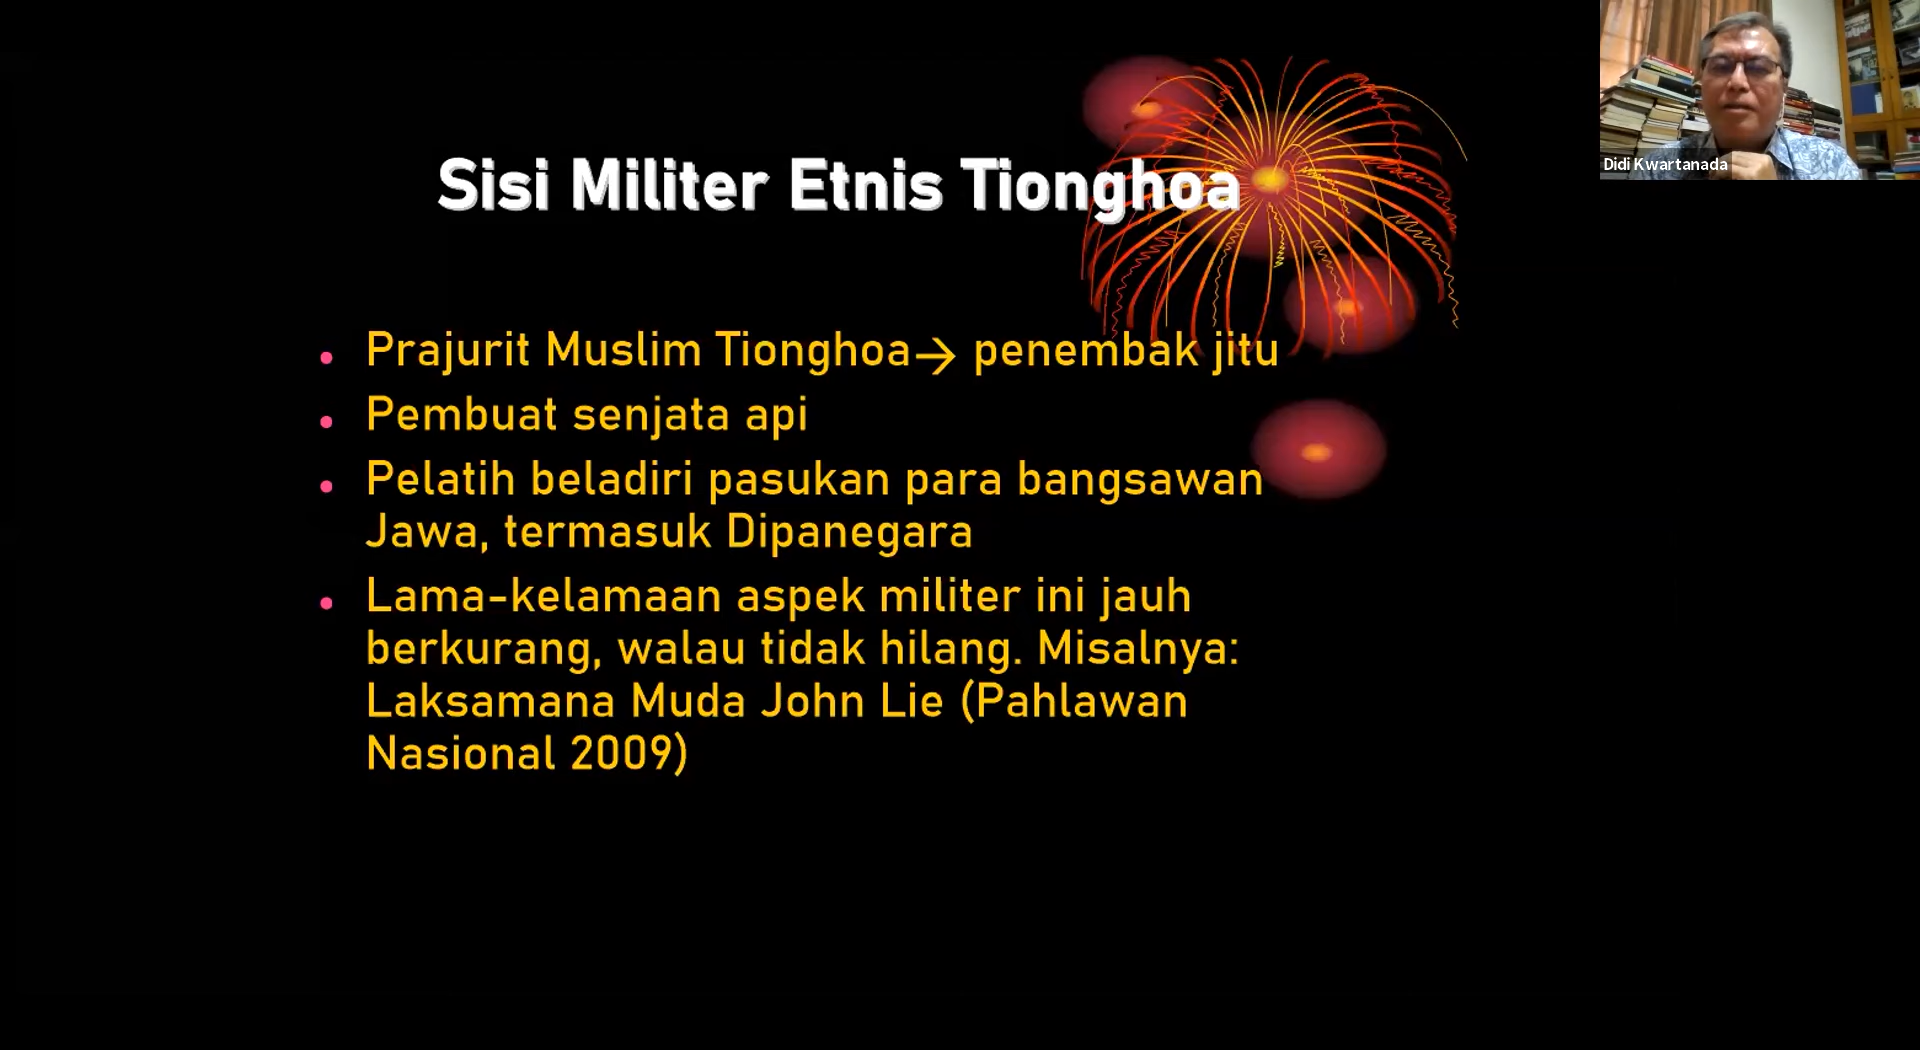 Sisi Militer Etnis Tionghoa
Didi Kwartanada
• Prajurit Muslim Tionghoa→ penembak jitu
• Pembuat senjata api
• Pelatih beladiri pasukan para bangsawan
Jawa, termasuk Dipanegara
• Lama-kelamaan aspek militer ini jauh
berkurang, walau tidak hilang. Misalnya:
Laksamana Muda John Lie (Pahlawan
Nasional 2009)